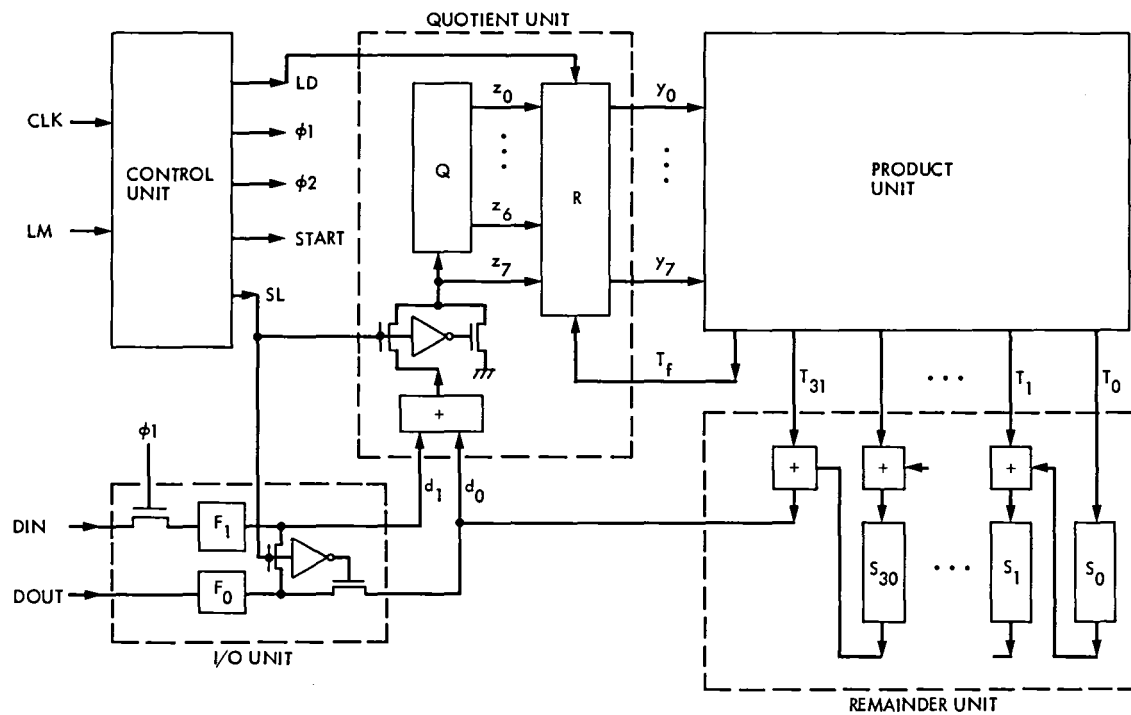 QUOTIENT UNIT
CLK
LM
CONTROL
UNIT
LD
ϕ1
ϕ2
START
SL
Q
z0
z6
z7
R
y0
y7
Tf
+
PRODUCT
UNIT
T31
T1
T0
+
+
+
S30
S1
S0
REMAINDER UNIT
ϕ1
DIN
DOUT
F1
F0
d1
d0
I/O UNIT